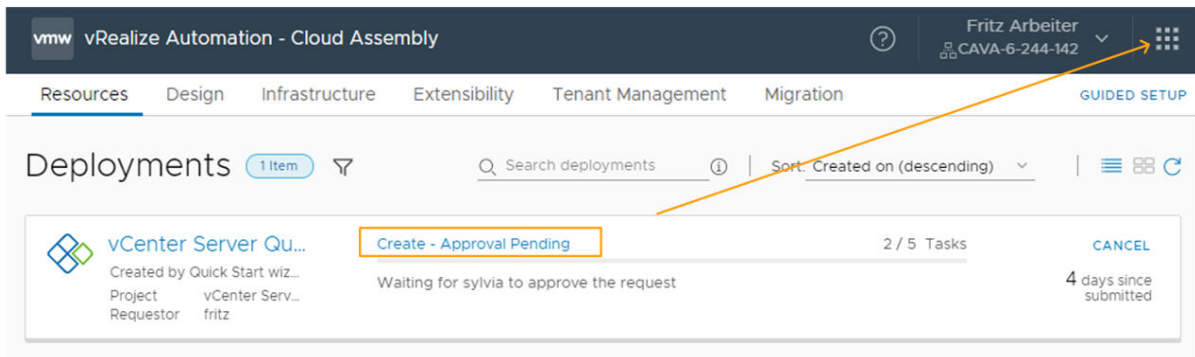 vmw vRealize Automation - Cloud Assembly
Fritz Arbeiter
CAVA-6-244-142
Resources Design Infrastructure Extensibility Tenant Management Migration GUIDED SETUP
Deployments 1 Item Search deployments Sort: Created on (descending)
vCenter Server Qu... Create - Approval Pending 2 / 5 Tasks CANCEL
Created by Quick Start wiz... Waiting for sylvia to approve the request 4 days since submitted
Project vCenter Serv...
Requestor fritz